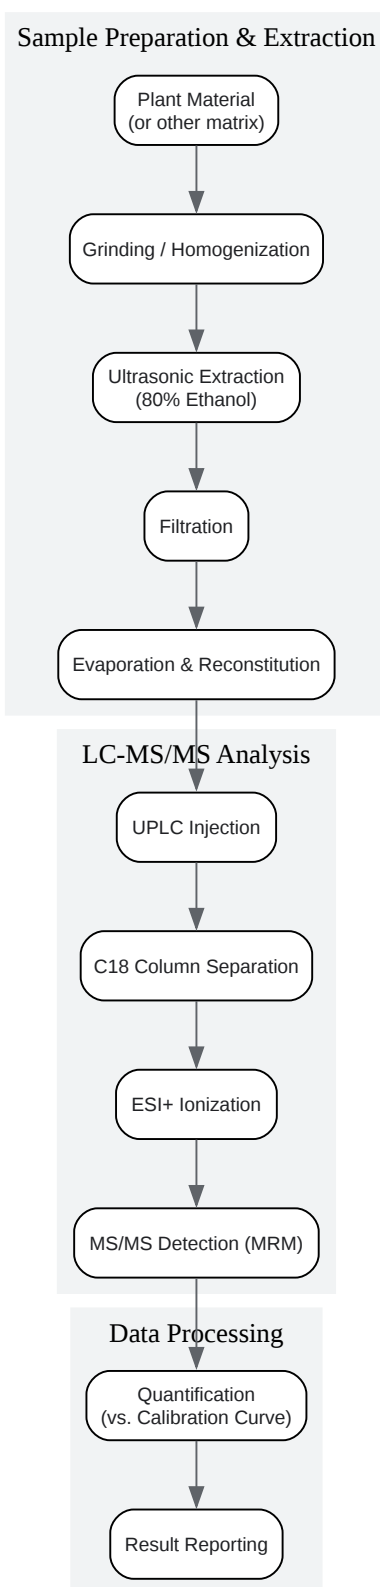 Sample Preparation & Extraction
Plant Material
(or other matrix)
Grinding / Homogenization
Ultrasonic Extraction
(80% Ethanol)
Filtration
Evaporation & Reconstitution
LC-MS/MS Analysis
UPLC Injection
C18 Column Separation
ESI+ Ionization
MS/MS Detection (MRM)
Data Processing
Quantification
(vs. Calibration Curve)
Result Reporting